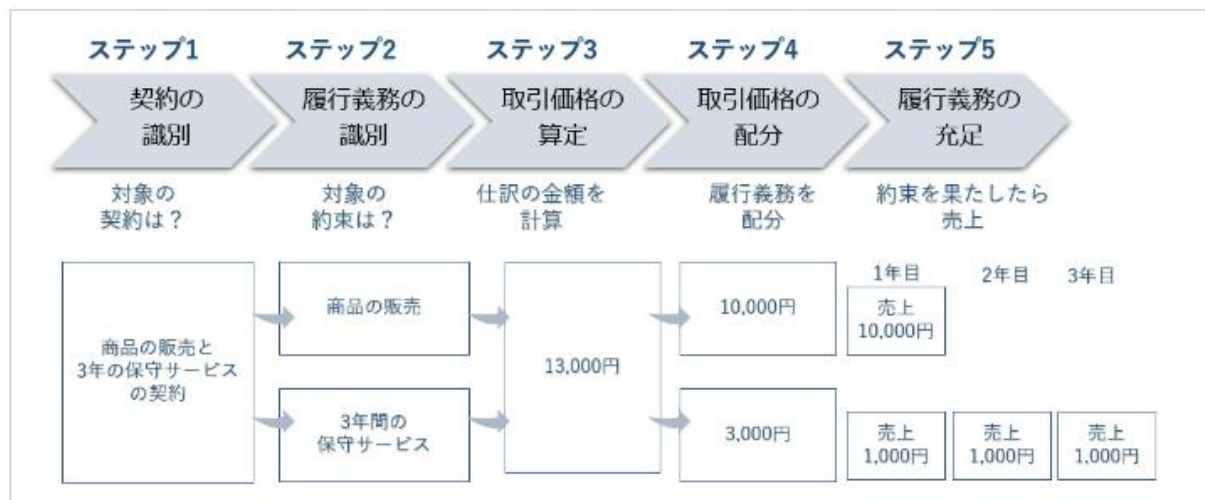 ステップ1
ステップ2
ステップ3
ステップ4
ステップ5
契約の
識別
履行義務の
識別
取引価格の
算定
取引価格の
配分
履行義務の
充足
対象の
契約は？
対象の
約束は？
仕訳の金額を
計算
履行義務を
配分
約束を果たしたら
売上
商品の販売と
3年の保守サービス
の契約
商品の販売
3年間の
保守サービス
13,000円
10,000円
3,000円
1年目
2年目
3年目
売上
10,000円
売上
1,000円
売上
1,000円
売上
1,000円